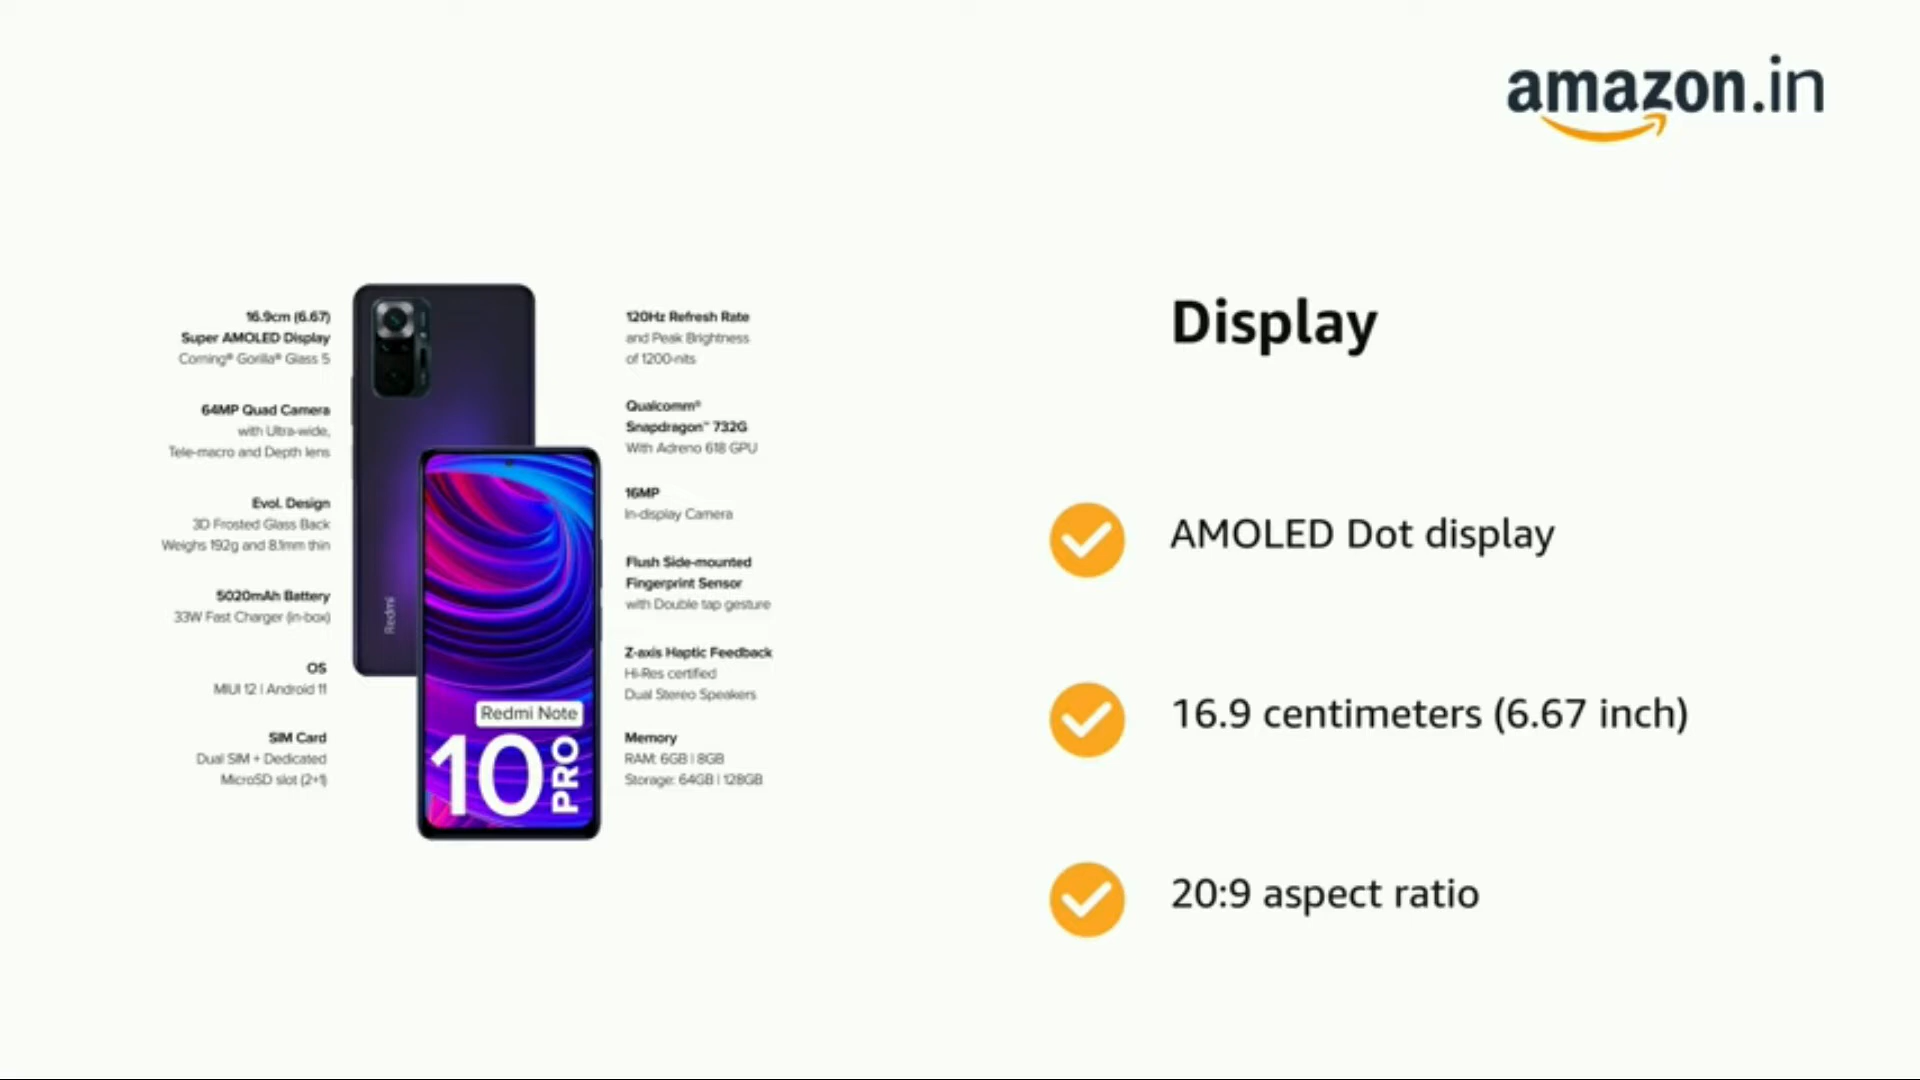 amazon.in
16.9cm (6.67)
Super AMOLED Display
Corning® Gorilla® Glass 5
64MP Quad Camera
with Ultra-wide,
Tele-macro and Depth lens
Evol. Design
3D Frosted Glass Back
Weighs 192g and 8.1mm thin
5020mAh Battery
33W Fast Charger (in-box)
OS
MIUI 12 | Android 11
SIM Card
Dual SIM + Dedicated
MicroSD slot (2+1)
Redmi
Redmi Note
10 PRO
120Hz Refresh Rate
and Peak Brightness
of 1200-nits
Qualcomm®
Snapdragon™ 732G
With Adreno 618 GPU
16MP
In-display Camera
Flush Side-mounted
Fingerprint Sensor
with Double tap gesture
Z-axis Haptic Feedback
Hi-Res certified
Dual Stereo Speakers
Memory
RAM: 6GB | 8GB
Storage: 64GB | 128GB
Display
AMOLED Dot display
16.9 centimeters (6.67 inch)
20:9 aspect ratio